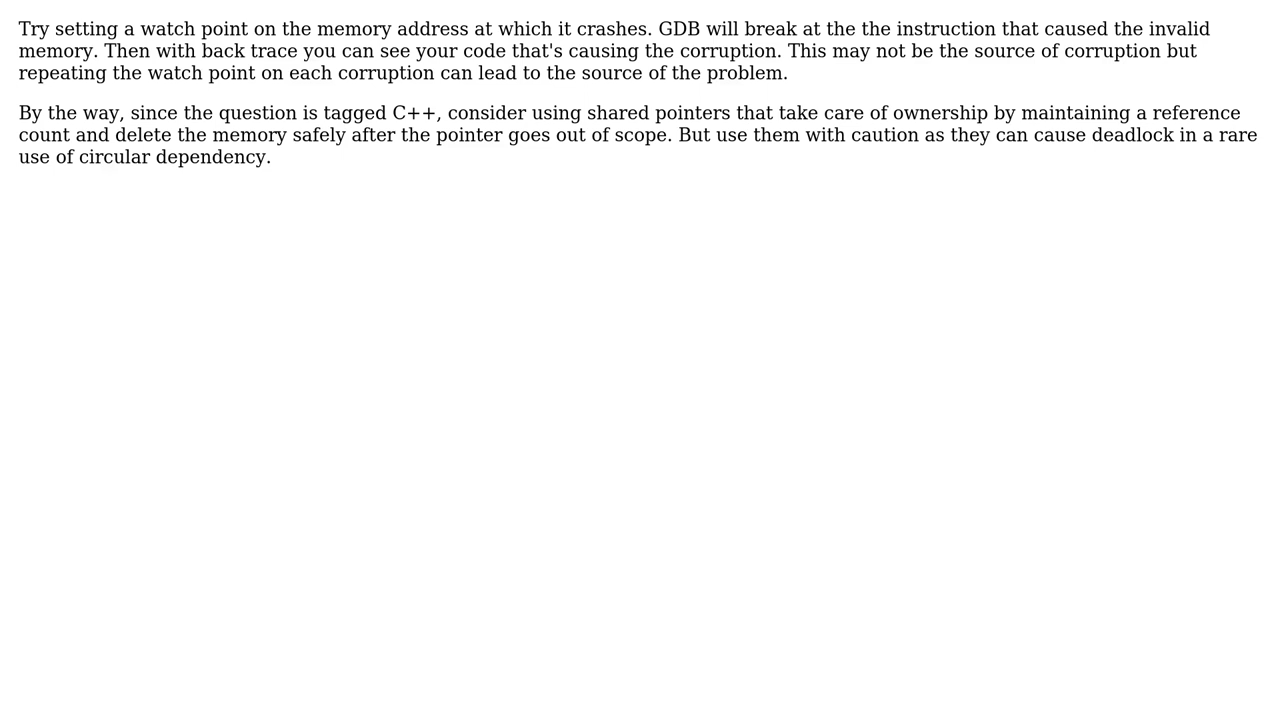 Try setting a watch point on the memory address at which it crashes. GDB will break at the the instruction that caused the invalid
memory. Then with back trace you can see your code that's causing the corruption. This may not be the source of corruption but
repeating the watch point on each corruption can lead to the source of the problem.
By the way, since the question is tagged C++, consider using shared pointers that take care of ownership by maintaining a reference
count and delete the memory safely after the pointer goes out of scope. But use them with caution as they can cause deadlock in a rare
use of circular dependency.